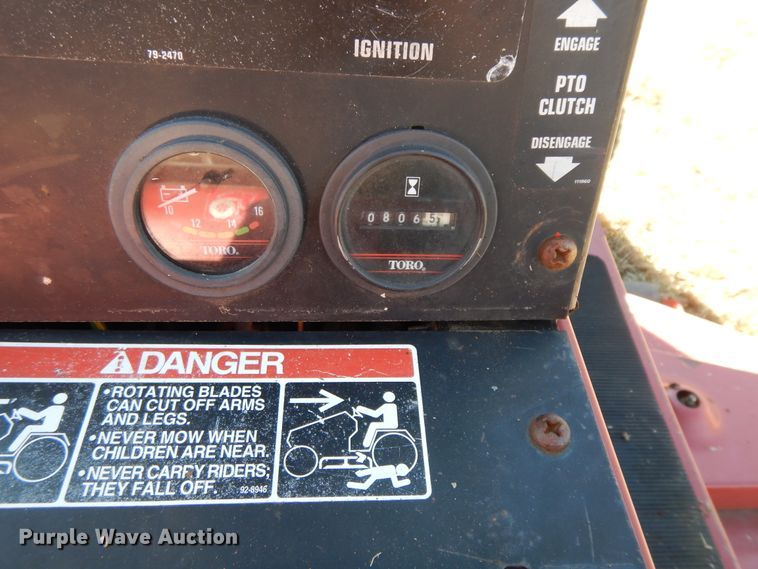 79-2470
IGNITION
ENGAGE
PTO
CLUTCH
DISENGAGE
10
12
14
16
TORO
0806
TORO
DANGER
•ROTATING BLADES
CAN CUT OFF ARMS
AND LEGS.
•NEVER MOW WHEN
CHILDREN ARE NEAR.
•NEVER CARRY RIDERS;
THEY FALL OFF.
92-8946
Purple Wave Auction